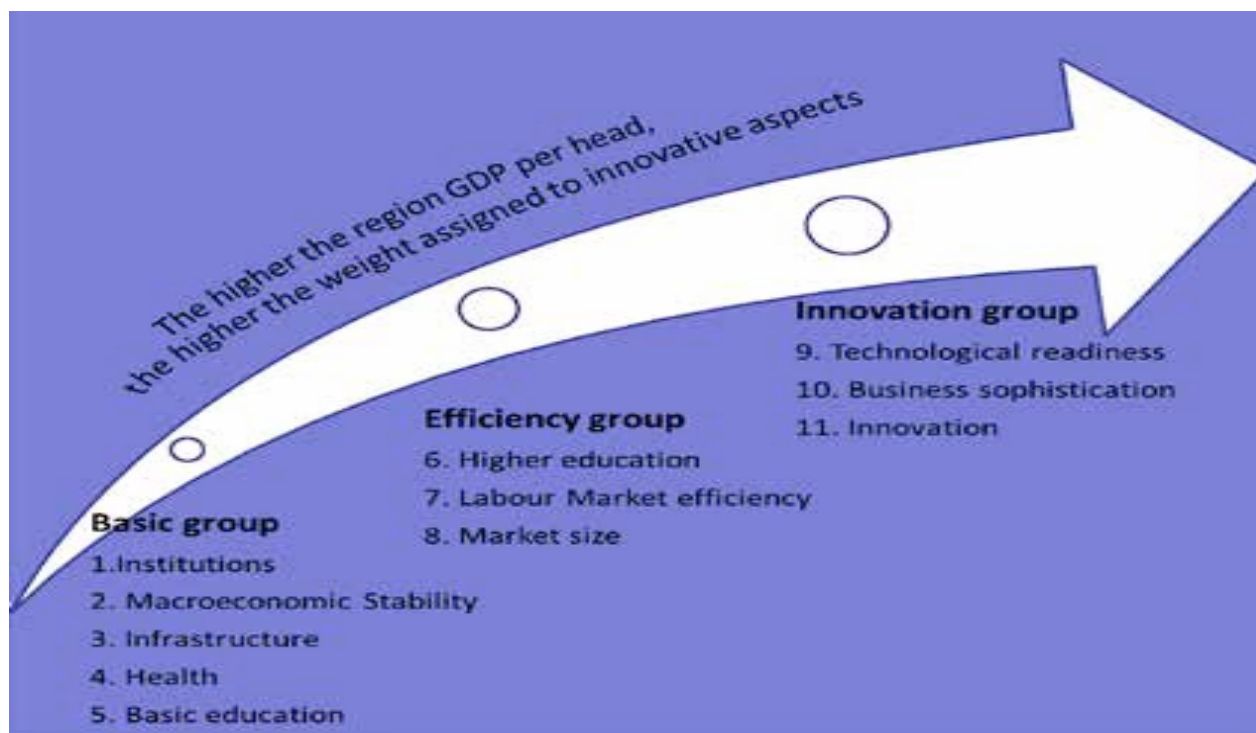 The higher the region GDP per head,
the higher the weight assigned to innovative aspects
Basic group
1.Institutions
2. Macroeconomic Stability
3. Infrastructure
4. Health
5. Basic education
Efficiency group
6. Higher education
7. Labour Market efficiency
8. Market size
Innovation group
9. Technological readiness
10. Business sophistication
11. Innovation